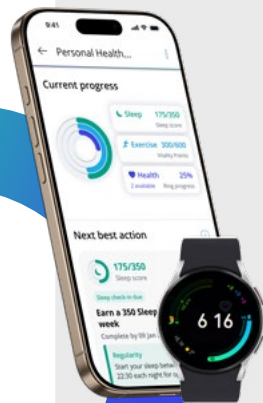 9:41
Personal Health...
Current progress
Sleep 175/350
Sleep score
Exercise 300/600
Vitality Points
Health 25%
2 available Ring progress
Next best action
175/350
Sleep score
Sleep check-in due
Earn a 350 Sleep
week
Complete by 09 Jan
Regularity
Start your sleep betw
22:30 each night for
6 16